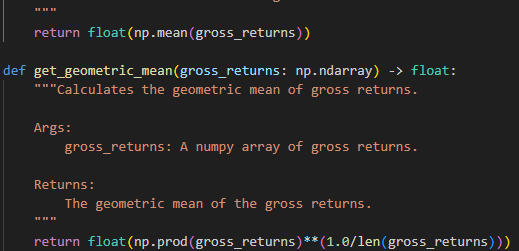 """
return float(np.mean(gross_returns))
def get_geometric_mean(gross_returns: np.ndarray) -> float:
"""Calculates the geometric mean of gross returns.
Args:
gross_returns: A numpy array of gross returns.
Returns:
The geometric mean of the gross returns.
"""
return float(np.prod(gross_returns)**(1.0/len(gross_returns)))